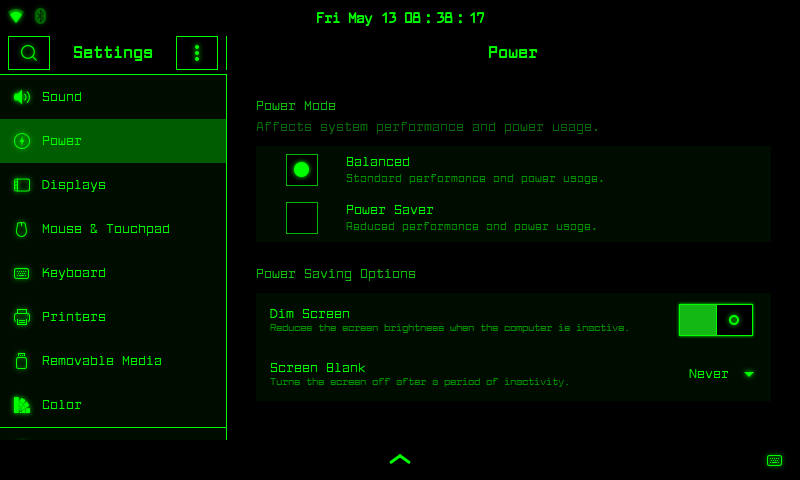 Fri May 13 08:38:17
Settings
Power
Sound
Power
Displays
Mouse & Touchpad
Keyboard
Printers
Removable Media
Color
Power Mode
Affects system performance and power usage.
Balanced
Standard performance and power usage.
Power Saver
Reduced performance and power usage.
Power Saving Options
Dim Screen
Reduces the screen brightness when the computer is inactive.
Screen Blank
Turns the screen off after a period of inactivity.
Never